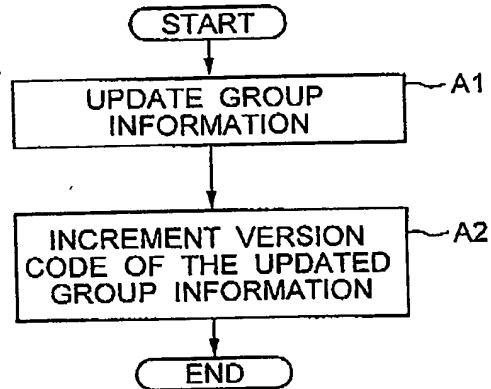 START
UPDATE GROUP
INFORMATION
A1
INCREMENT VERSION
CODE OF THE UPDATED
GROUP INFORMATION
A2
END